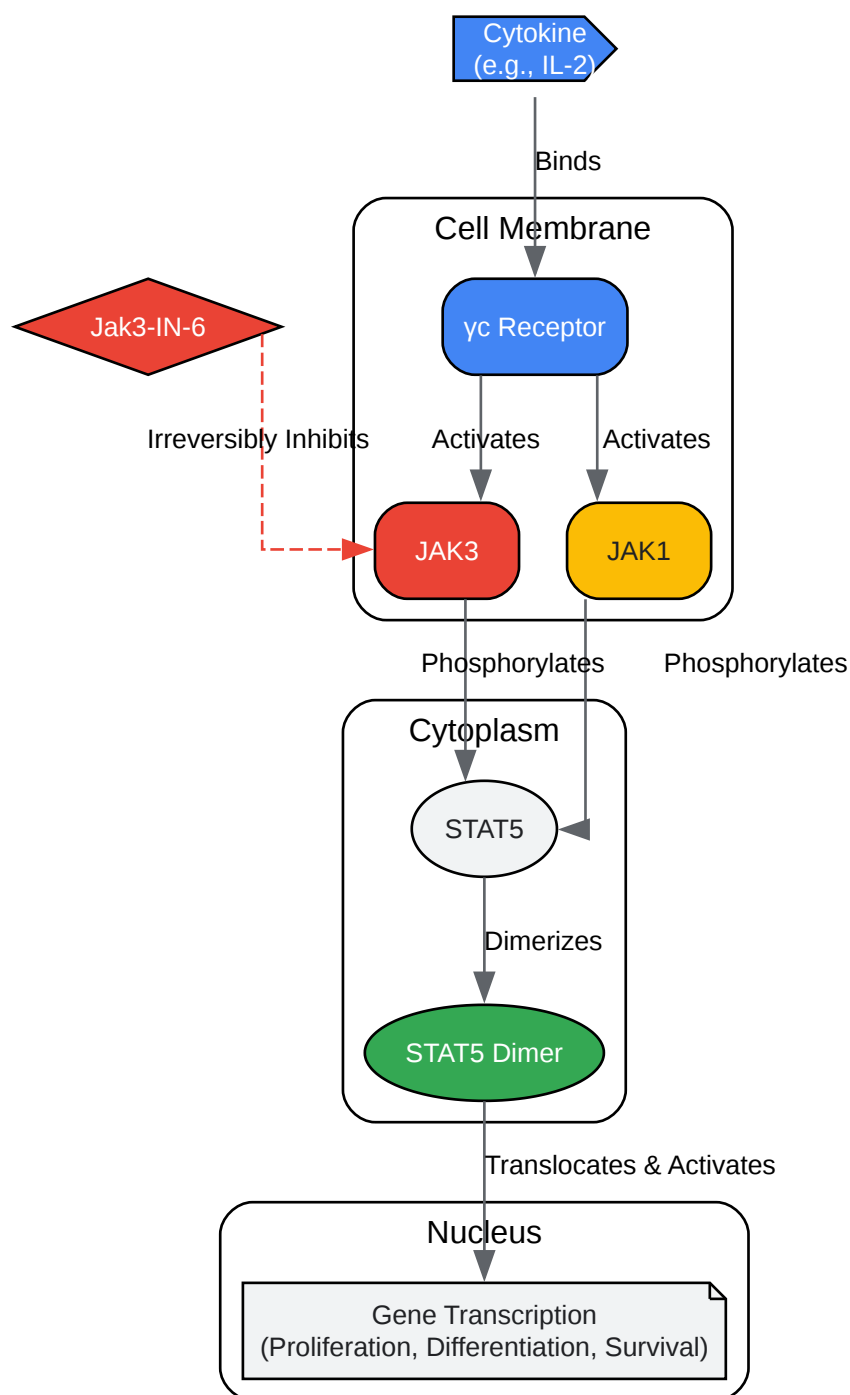 Cytokine
(e.g., IL-2)
Binds
Cell Membrane
Jak3-IN-6
γc Receptor
Irreversibly Inhibits
Activates
Activates
JAK3
JAK1
Phosphorylates
Phosphorylates
Cytoplasm
STAT5
Dimerizes
STAT5 Dimer
Translocates & Activates
Nucleus
Gene Transcription
(Proliferation, Differentiation, Survival)